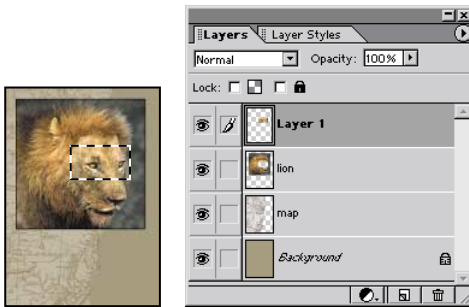 Layers Layer Styles
Normal Opacity: 100%
Lock:
Layer 1
lion
map
Background